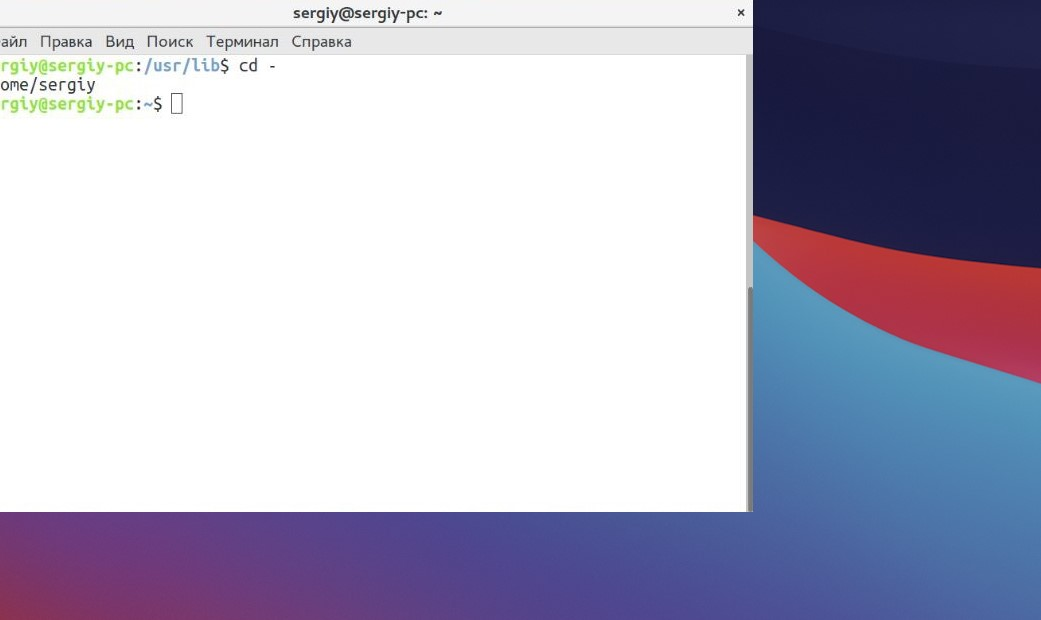 sergiy@sergiy-pc: ~ ×
айл Правка Вид Поиск Терминал Справка
rgiy@sergiy-pc:/usr/lib$ cd -
ome/sergiy
rgiy@sergiy-pc:~$